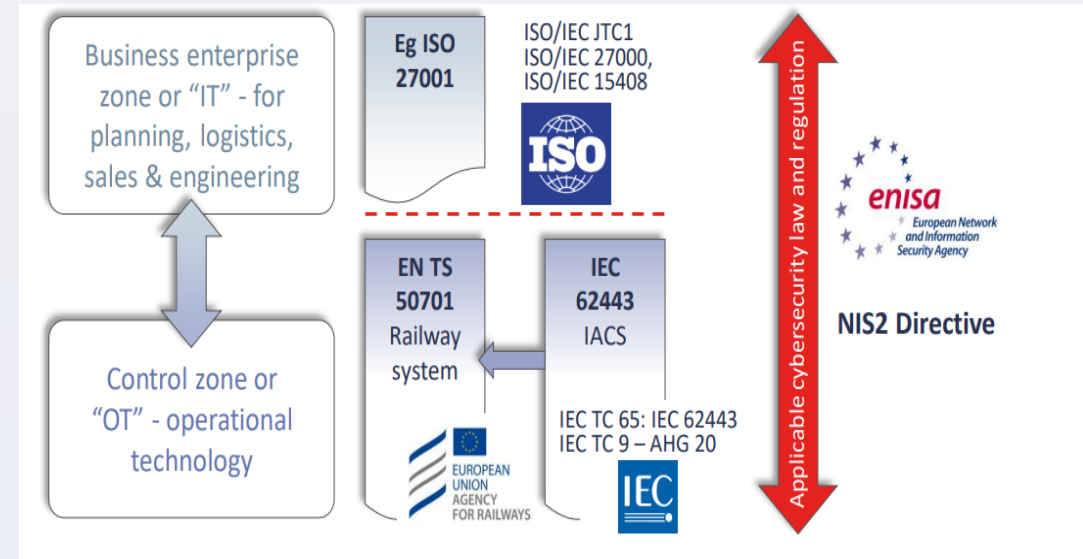 Business enterprise
zone or “IT” - for
planning, logistics,
sales & engineering
Eg ISO
27001
ISO/IEC JTC1
ISO/IEC 27000,
ISO/IEC 15408
ISO
Control zone or
“OT” - operational
technology
EN TS
50701
Railway
system
EUROPEAN
UNION
AGENCY
FOR RAILWAYS
IEC
62443
IACS
IEC TC 65: IEC 62443
IEC TC 9 – AHG 20
IEC
Applicable cybersecurity law and regulation
enisa
European Network
and Information
Security Agency
NIS2 Directive